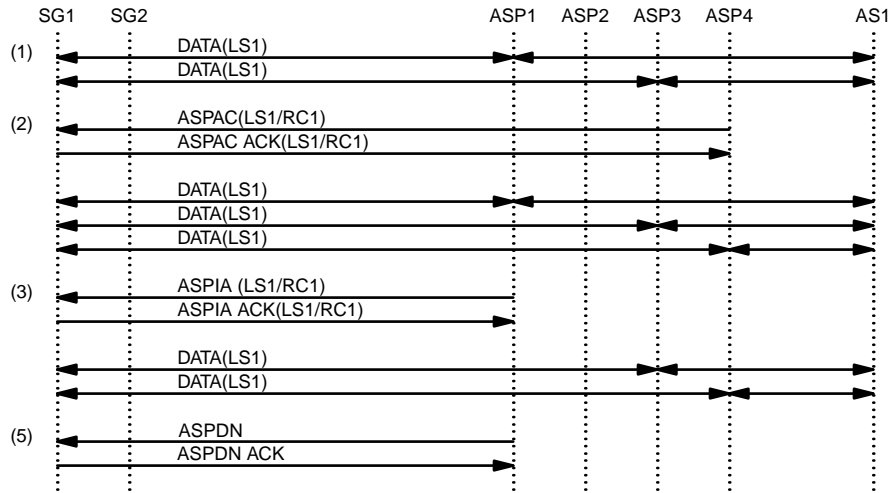 SG1 SG2 ASP1 ASP2 ASP3 ASP4 AS1
(1) DATA(LS1)
DATA(LS1)
(2) ASPAC(LS1/RC1)
ASPAC ACK(LS1/RC1)
DATA(LS1)
DATA(LS1)
DATA(LS1)
(3) ASPIA (LS1/RC1)
ASPIA ACK(LS1/RC1)
DATA(LS1)
DATA(LS1)
(5) ASPDN
ASPDN ACK